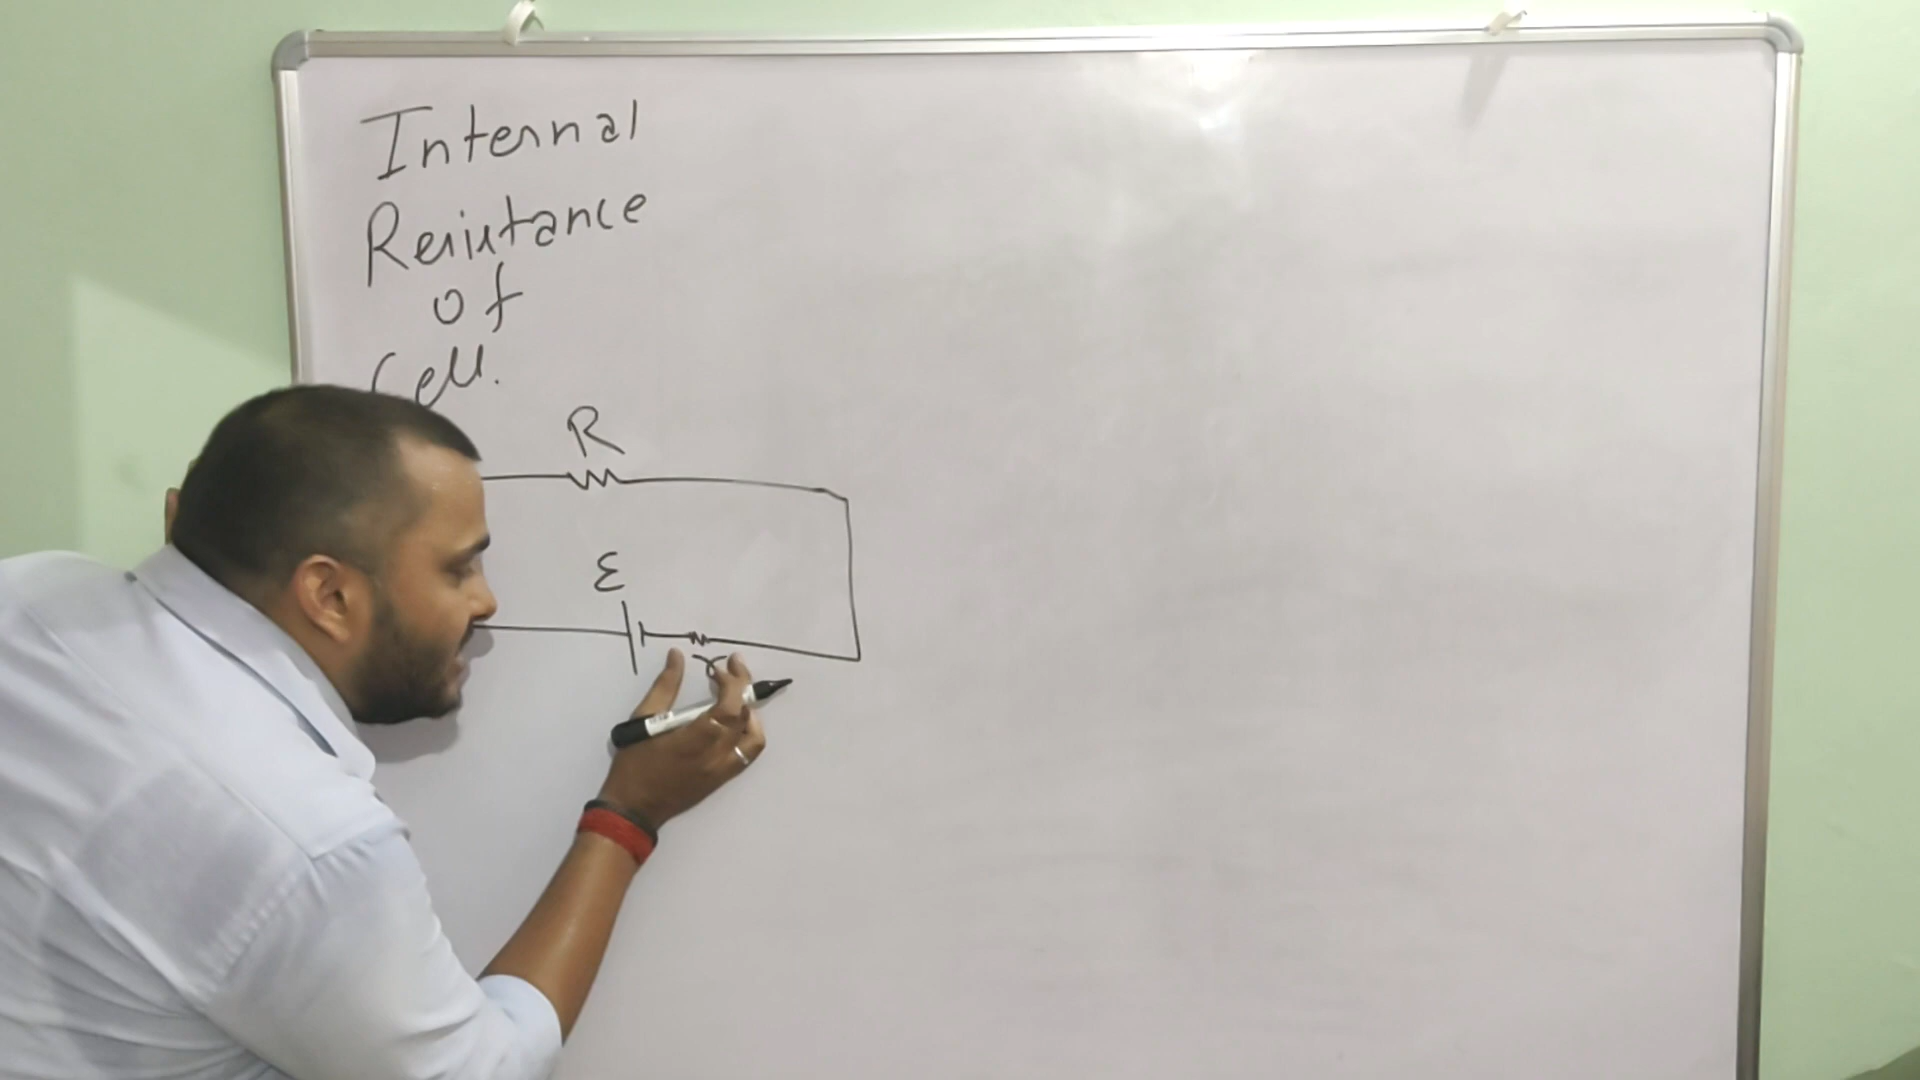 Internal
Resistance
of
Cell.
R
ε
r